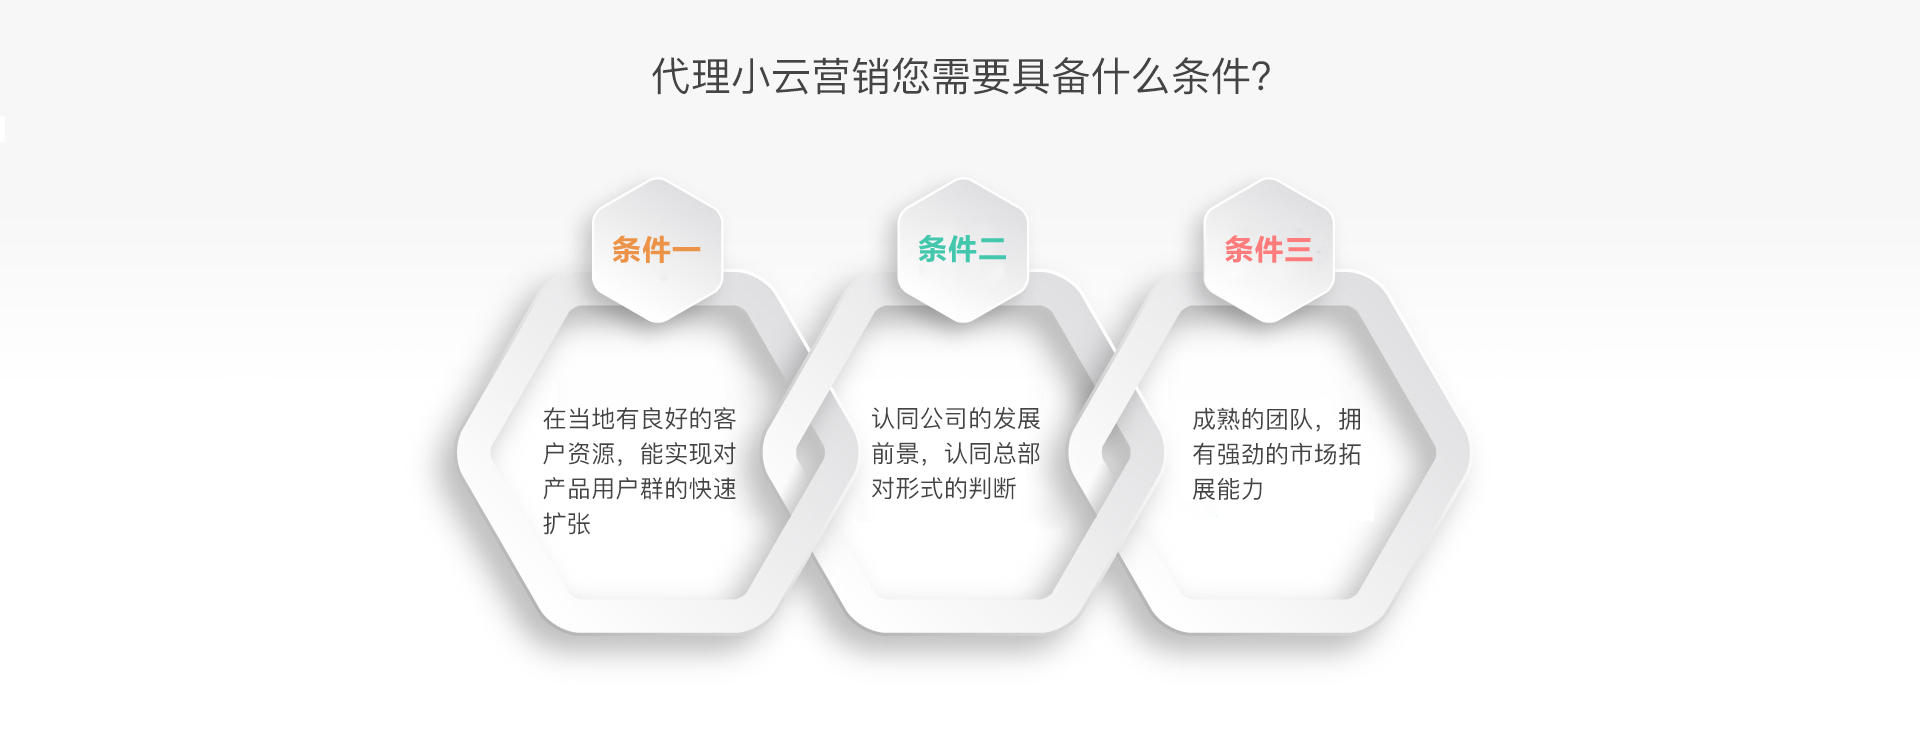 代理小云营销您需要具备什么条件?
条件一
在当地有良好的客
户资源，能实现对
产品用户群的快速
扩张
条件二
认同公司的发展
前景，认同总部
对形式的判断
条件三
成熟的团队，拥
有强劲的市场拓
展能力